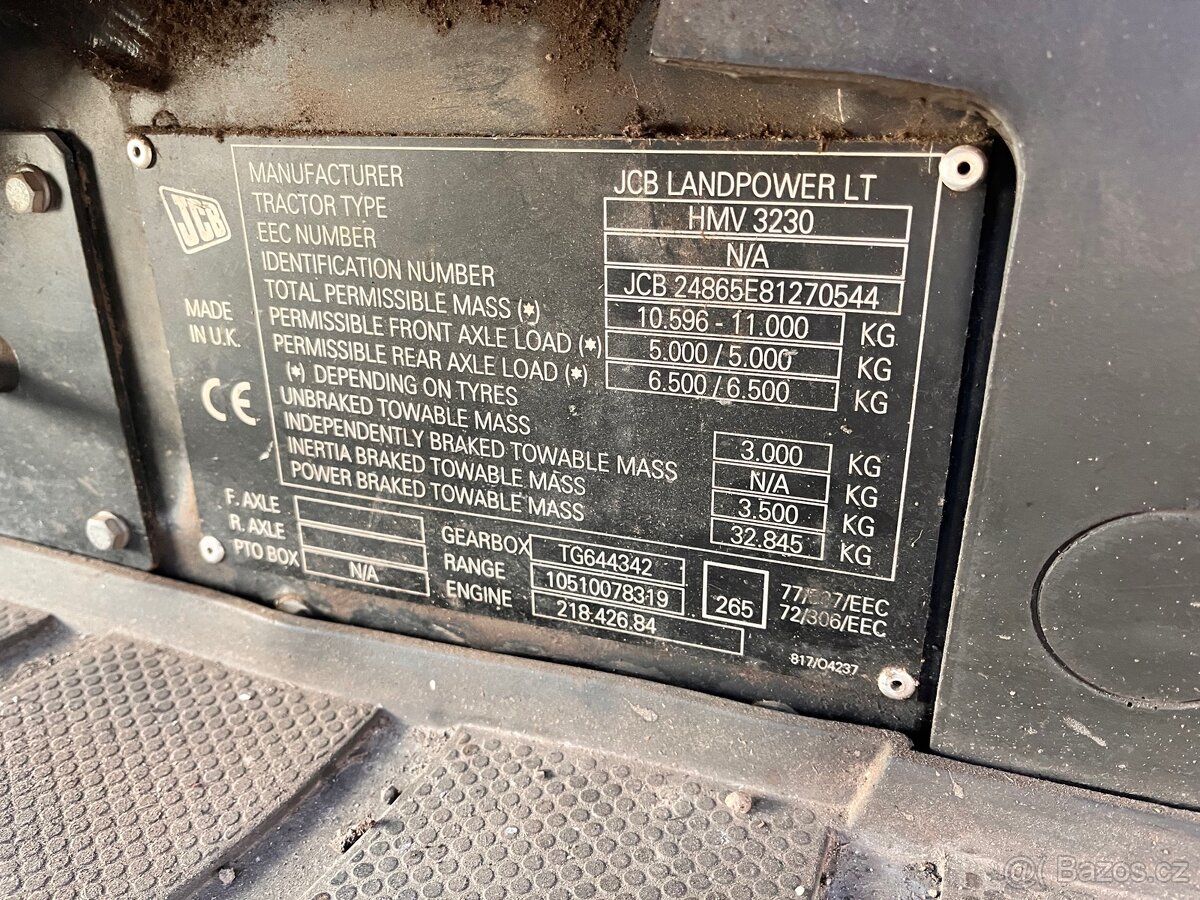 MANUFACTURER JCB LANDPOWER LT
TRACTOR TYPE HMV 3230
EEC NUMBER N/A
IDENTIFICATION NUMBER JCB 24865E81270544
TOTAL PERMISSIBLE MASS (*) 10.596 - 11.000 KG
PERMISSIBLE FRONT AXLE LOAD (*) 5.000 / 5.000 KG
PERMISSIBLE REAR AXLE LOAD (*) 6.500 / 6.500 KG
(*) DEPENDING ON TYRES
UNBRAKED TOWABLE MASS 3.000 KG
INDEPENDENTLY BRAKED TOWABLE MASS N/A KG
INERTIA BRAKED TOWABLE MASS 3.500 KG
POWER BRAKED TOWABLE MASS 32.845 KG
JCB
MADE
IN U.K.
CE
F. AXLE
R. AXLE
PTO BOX N/A
GEARBOX TG644342
RANGE 10510078319
ENGINE 218.426.84
265
72/306/EEC
817/04237
Bazos.cz